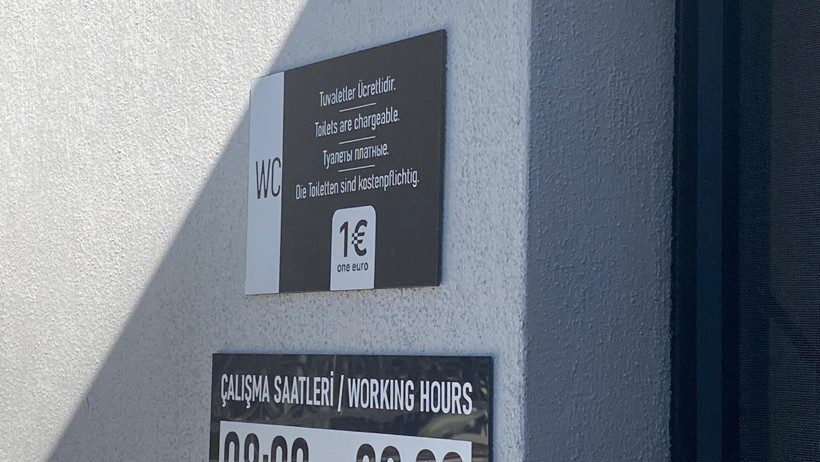 WC
Tuvaletler Ücretlidir.
Toilets are chargeable.
Туалеты платные.
Die Toiletten sind kostenpflichtig.
1€
one euro
ÇALIŞMA SAATLERİ / WORKING HOURS